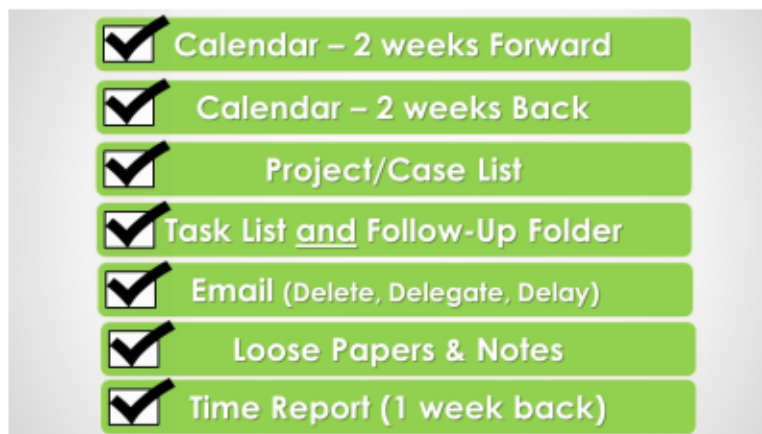 Calendar – 2 weeks Forward
Calendar – 2 weeks Back
Project/Case List
Task List and Follow-Up Folder
Email (Delete, Delegate, Delay)
Loose Papers & Notes
Time Report (1 week back)